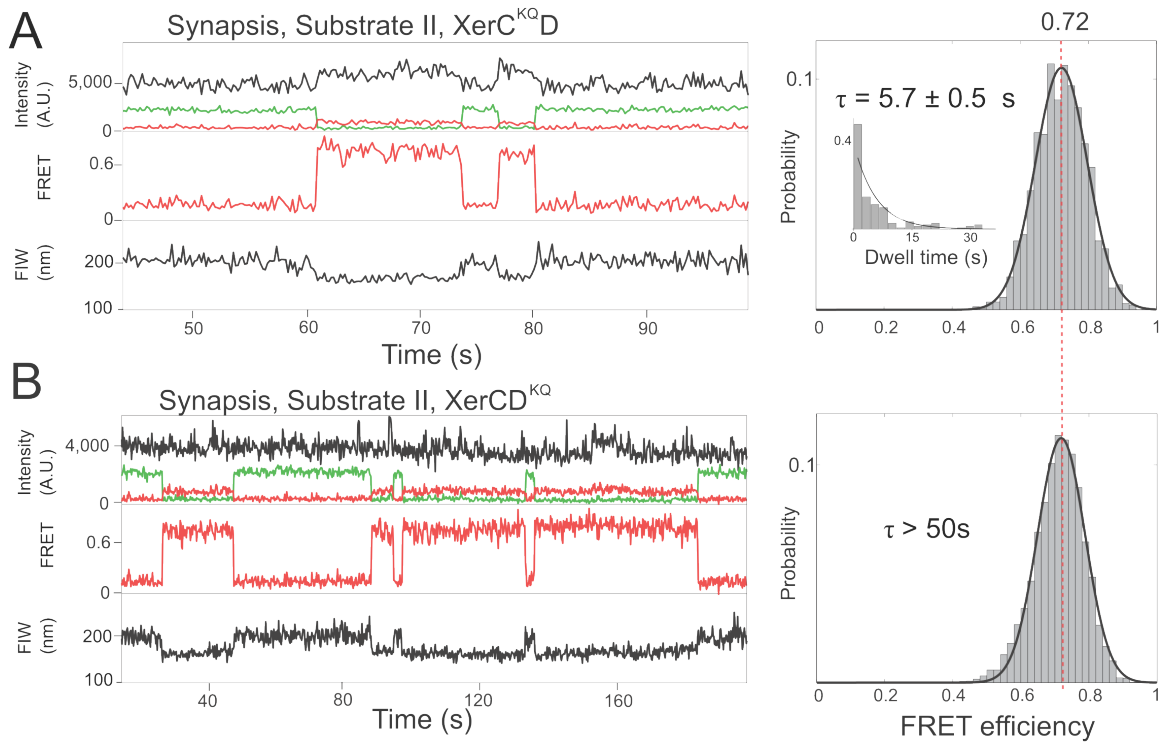 A
Synapsis, Substrate II, XerC^KQ D
Intensity
(A.U.)
5,000
0
FRET
0.6
0
FIW
(nm)
200
100
50
60
70
80
90
Time (s)
0.72
Probability
0.1
τ = 5.7 ± 0.5 s
0.4
0
15
30
Dwell time (s)
0
0.2
0.4
0.6
0.8
1
B
Synapsis, Substrate II, XerCD^KQ
Intensity
(A.U.)
4,000
0
FRET
0.6
0
FIW
(nm)
200
100
40
80
120
160
Time (s)
Probability
0.1
τ > 50s
0
0.2
0.4
0.6
0.8
1
FRET efficiency